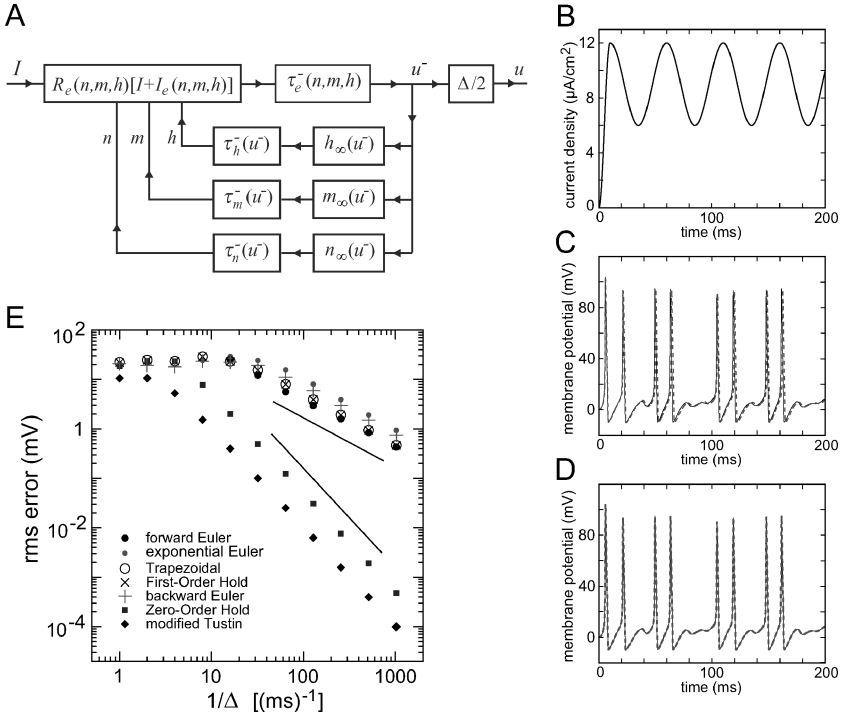 A
I
R_e(n,m,h)[I+I_e(n,m,h)]
τ_e^-(n,m,h)
u^-
Δ/2
u
n
m
h
τ_h^-(u^-)
h_∞(u^-)
τ_m^-(u^-)
m_∞(u^-)
τ_n^-(u^-)
n_∞(u^-)
B
current density (µA/cm²)
12
8
4
0
0
100
200
time (ms)
C
membrane potential (mV)
80
40
0
0
100
200
time (ms)
D
membrane potential (mV)
80
40
0
0
100
200
time (ms)
E
rms error (mV)
10^2
1
10^-2
10^-4
forward Euler
exponential Euler
Trapezoidal
First-Order Hold
backward Euler
Zero-Order Hold
modified Tustin
1
10
100
1000
1/Δ [(ms)^-1]